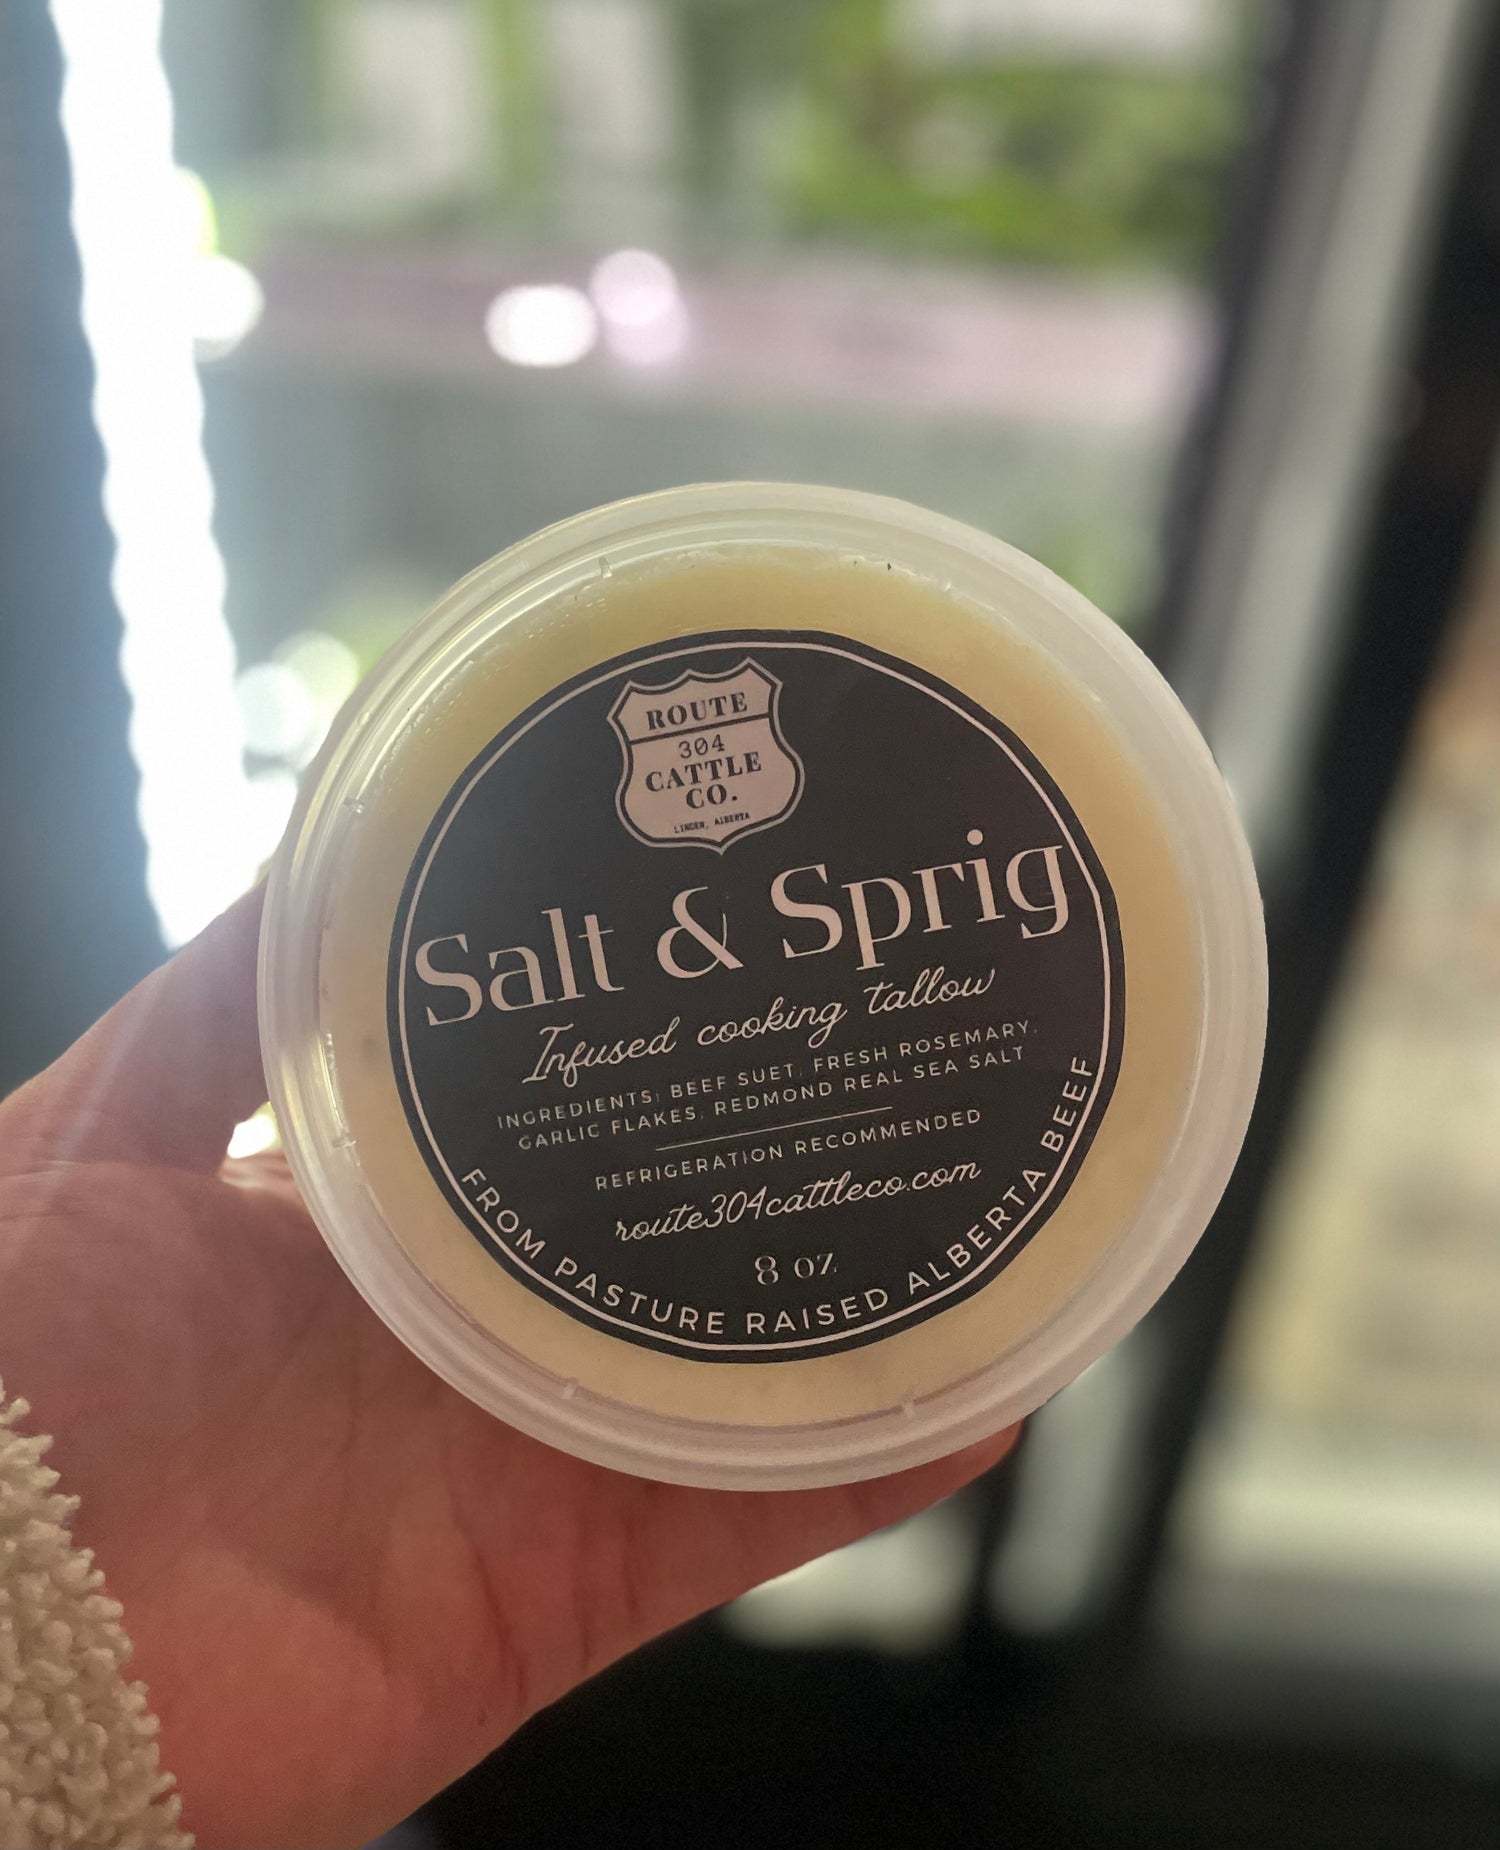 ROUTE
304
CATTLE
CO.
LINDEN, ALBERTA
Salt & Sprig
Infused cooking tallow
INGREDIENTS: BEEF SUET, FRESH ROSEMARY,
GARLIC FLAKES, REDMOND REAL SEA SALT
REFRIGERATION RECOMMENDED
route304cattleco.com
8 oz
FROM PASTURE RAISED ALBERTA BEEF